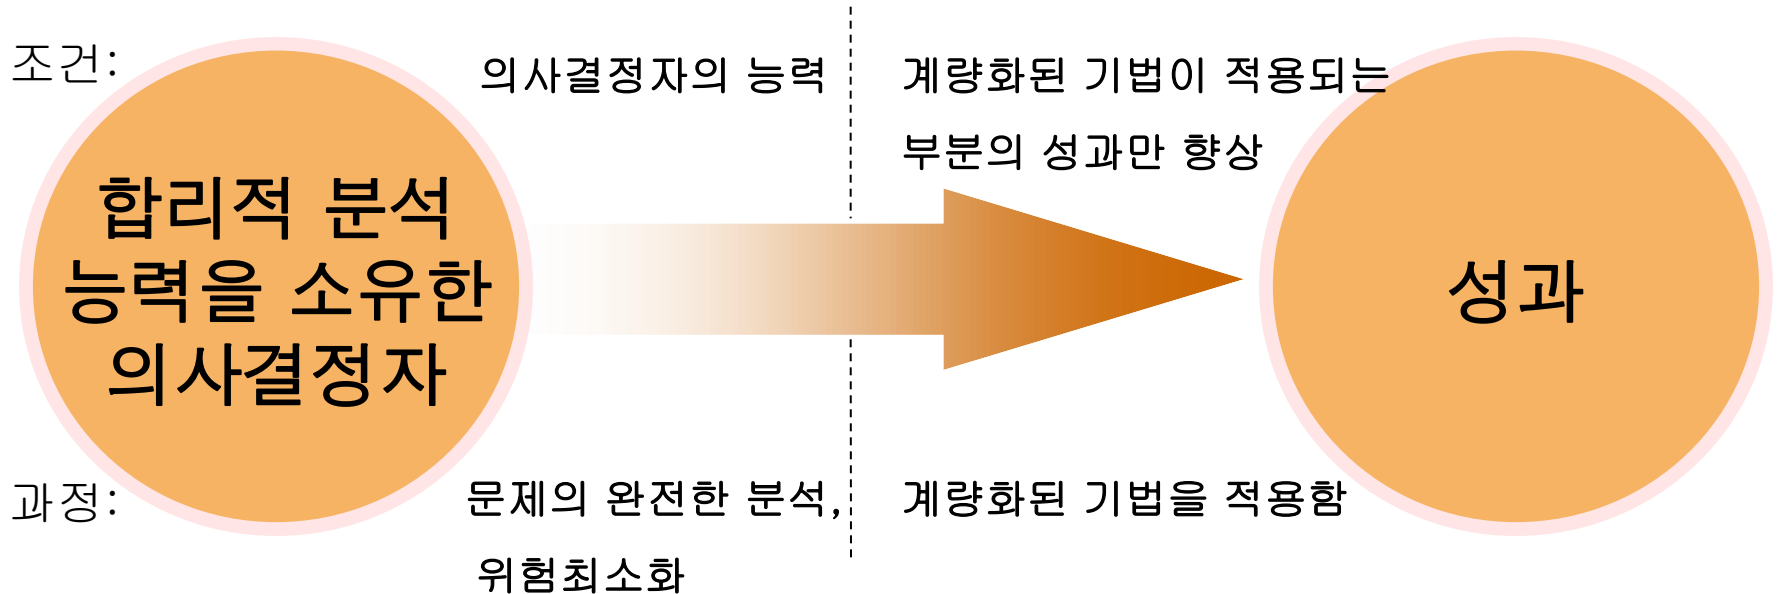 조건:
의사결정자의 능력
계량화된 기법이 적용되는
부분의 성과만 향상
합리적 분석
능력을 소유한
의사결정자
성과
과정:
문제의 완전한 분석,
위험최소화
계량화된 기법을 적용함